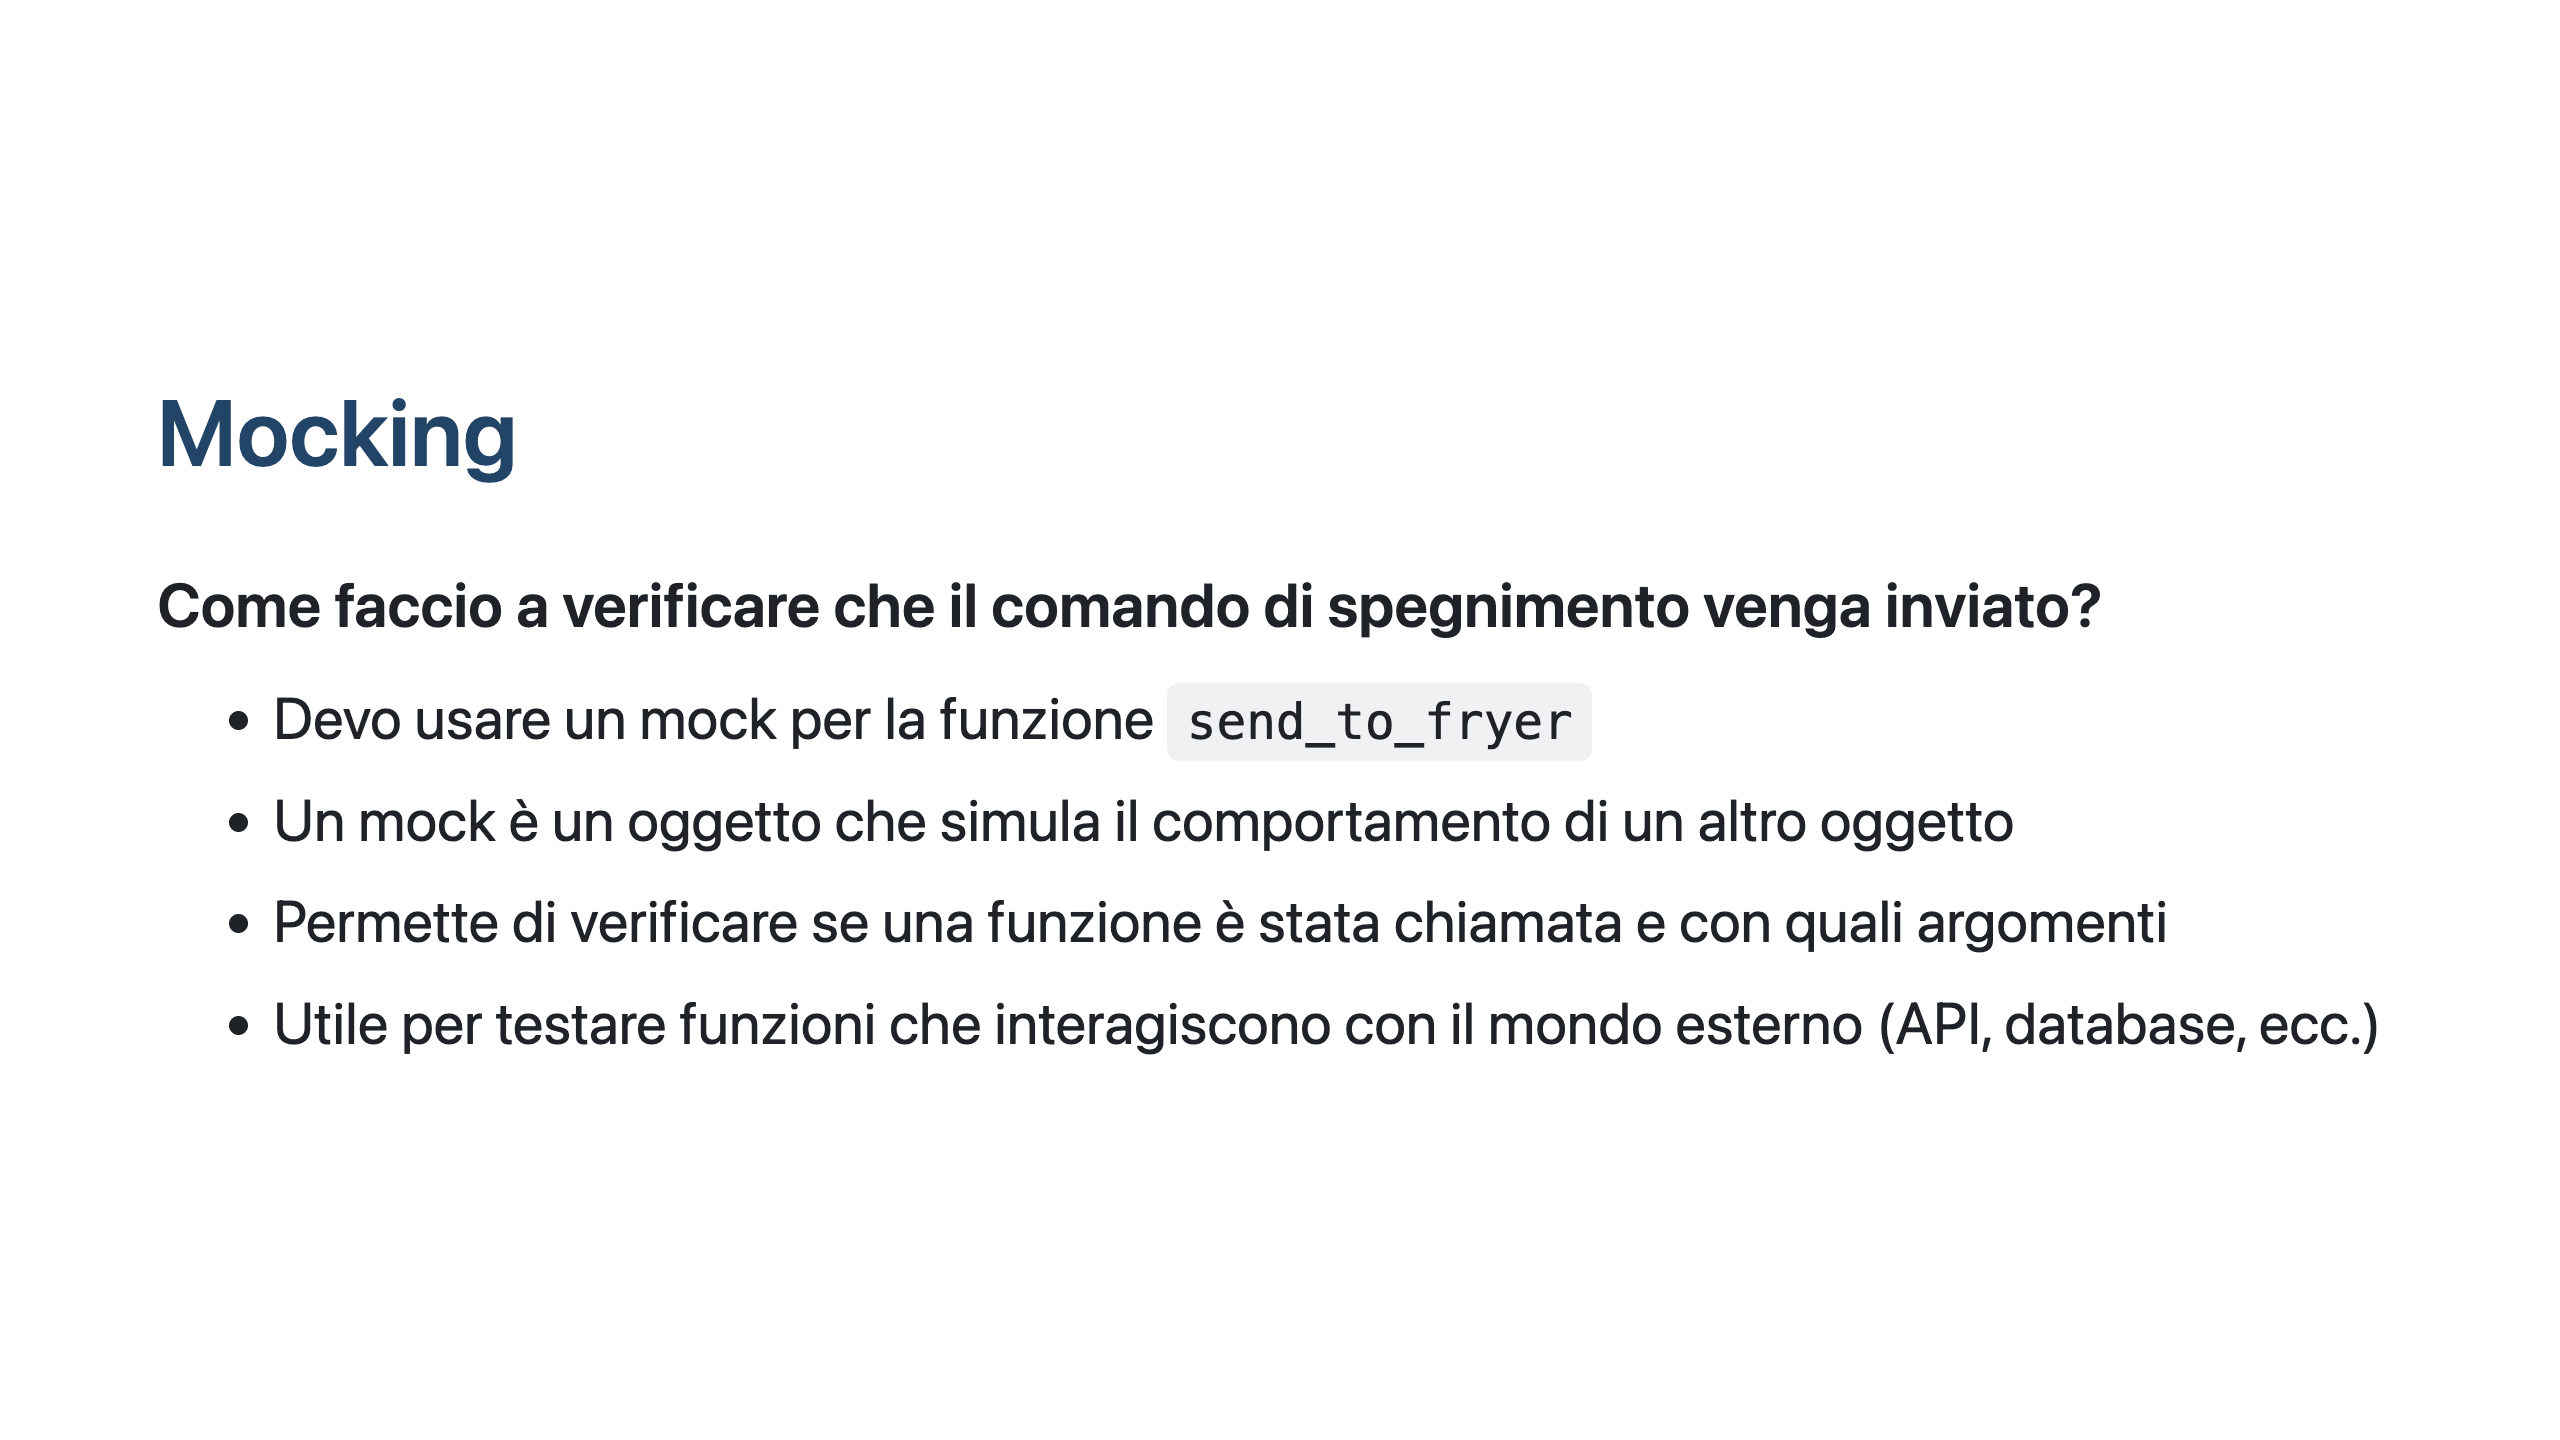 Mocking
Come faccio a verificare che il comando di spegnimento venga inviato?
• Devo usare un mock per la funzione send_to_fryer
• Un mock è un oggetto che simula il comportamento di un altro oggetto
• Permette di verificare se una funzione è stata chiamata e con quali argomenti
• Utile per testare funzioni che interagiscono con il mondo esterno (API, database, ecc.)